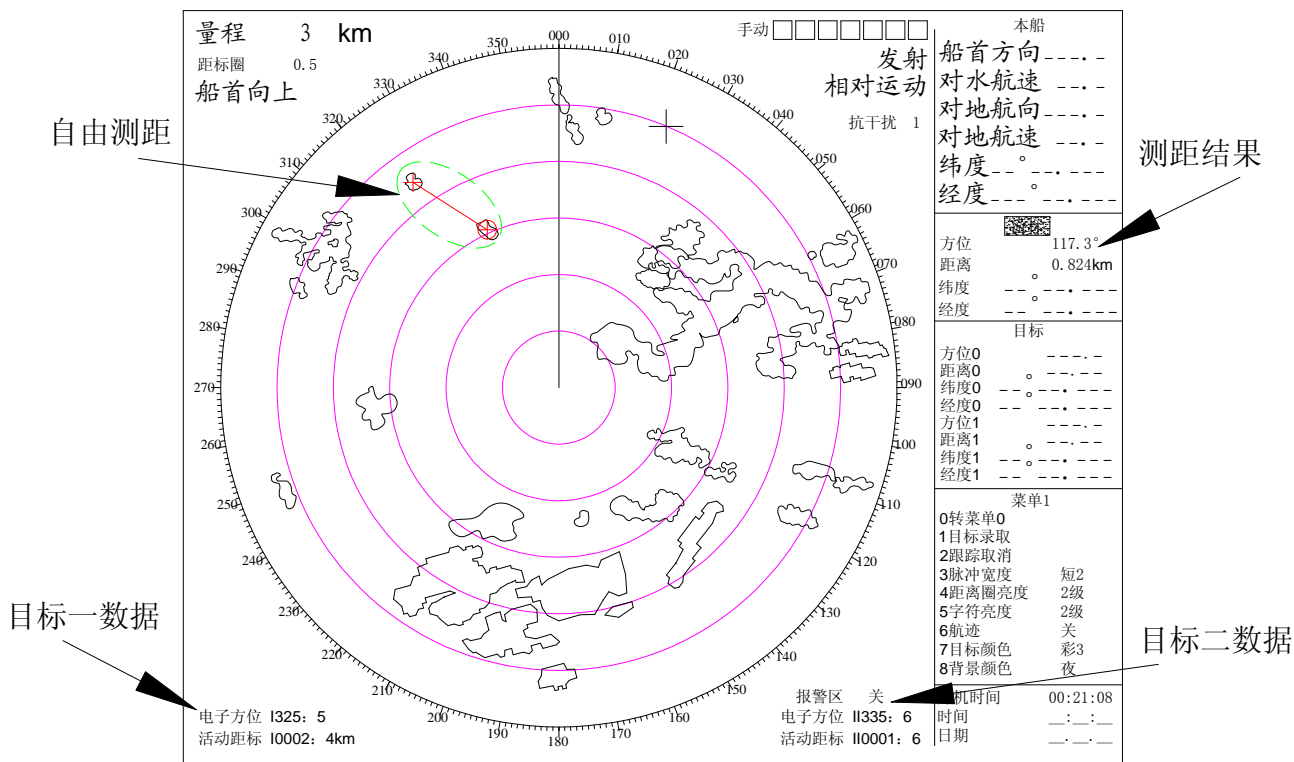 量程 3 km
距标圈 0.5
船首向上
手动
发射
相对运动
抗干扰 1
自由测距
测距结果
目标一数据
目标二数据
000
010
020
030
040
050
060
070
080
090
100
110
120
130
140
150
160
170
180
190
200
210
220
230
240
250
260
270
280
290
300
310
320
330
340
350
电子方位 I325：5
活动距标 I0002：4km
报警区 关
电子方位 II335：6
活动距标 II0001：6
本船
船首方向 ---.-
对水航速 --.-
对地航向 ---.-
对地航速 --.-
纬度 --°--.---
经度 ---°--.---
方位 117.3°
距离 0.824km
纬度 --°--.---
经度 --°--.---
目标
方位0 ---.-
距离0 --.--
纬度0 --°--.---
经度0 --°--.---
方位1 ---.-
距离1 --.--
纬度1 --°--.---
经度1 --°--.---
菜单1
0转菜单0
1目标录取
2跟踪取消
3脉冲宽度 短2
4距离圈亮度 2级
5字符亮度 2级
6航迹 关
7目标颜色 彩3
8背景颜色 夜
机时间 00:21:08
时间 __:__:__
日期 __.__.__